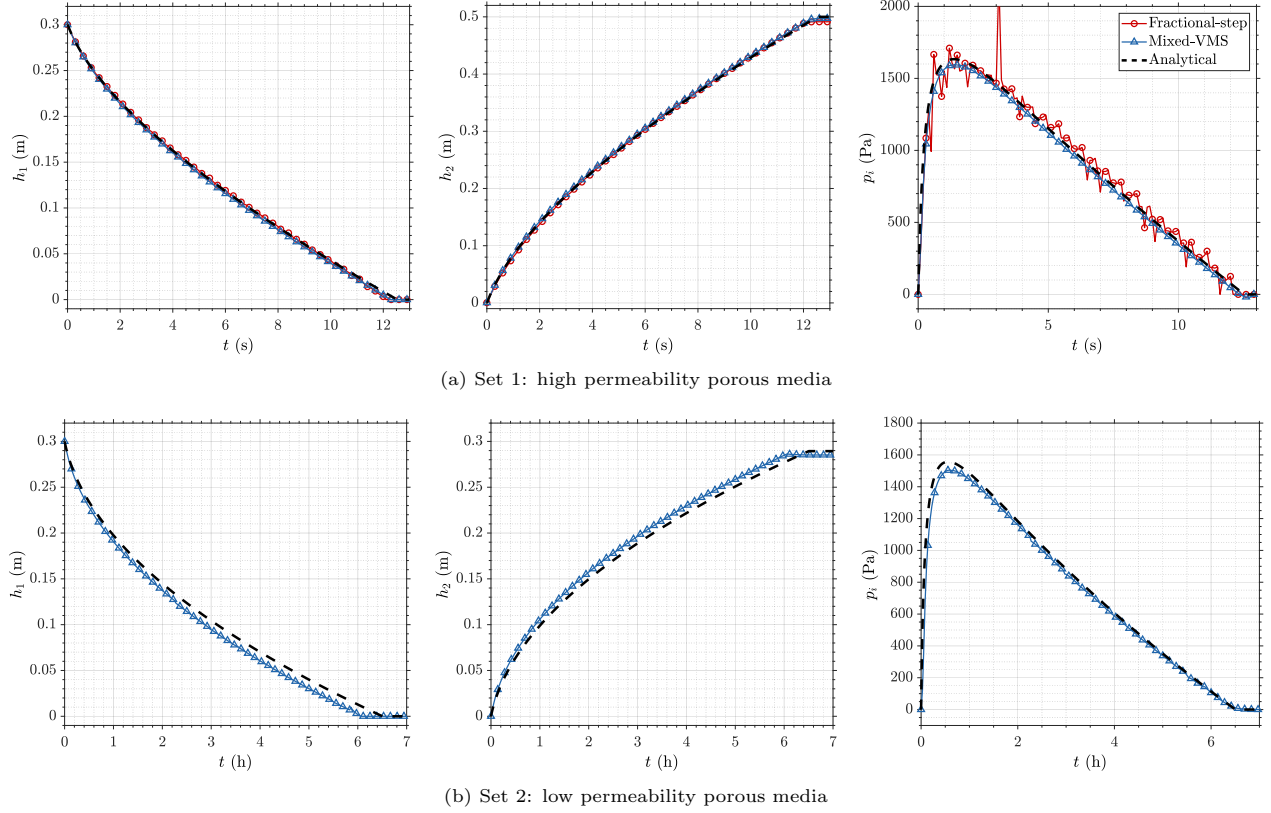 0.3
0.25
0.2
0.15
0.1
0.05
0
h₁ (m)
0 2 4 6 8 10 12
t (s)
0.5
0.4
0.3
0.2
0.1
0
h₂ (m)
0 2 4 6 8 10 12
t (s)
2000
1500
1000
500
0
pᵢ (Pa)
0 5 10
t (s)
Fractional-step
Mixed-VMS
Analytical
(a) Set 1: high permeability porous media
0.3
0.25
0.2
0.15
0.1
0.05
0
h₁ (m)
0 1 2 3 4 5 6 7
t (h)
0.3
0.25
0.2
0.15
0.1
0.05
0
h₂ (m)
0 1 2 3 4 5 6 7
t (h)
1800
1600
1400
1200
1000
800
600
400
200
0
pᵢ (Pa)
0 2 4 6
t (h)
(b) Set 2: low permeability porous media